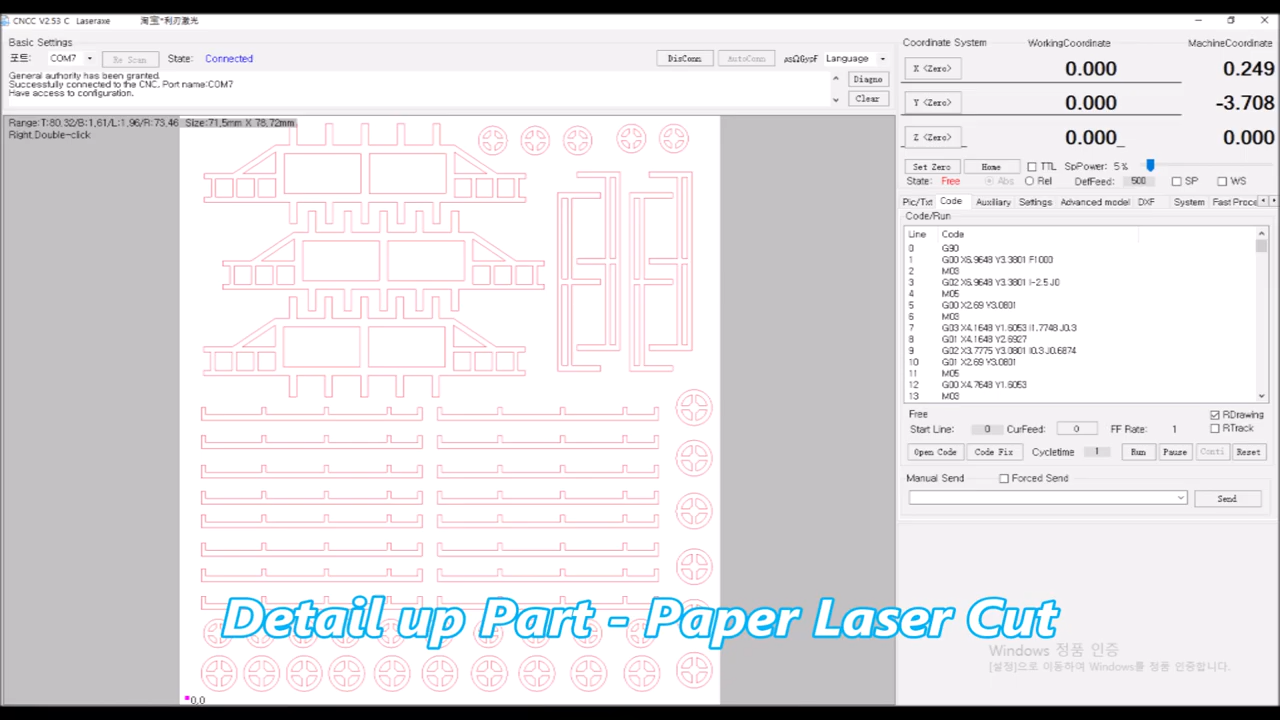 CNCC V2.53 C Laseraxe 淘宝*利刃激光
Basic Settings
포트: COM7 Re Scan State: Connected DisConn AutoConn Language
General authority has been granted.
Successfully connected to the CNC, Port name:COM7
Have access to configuration.
Diagno
Clear
Range:T:80,32/B:1,61/L:1,96/R:73,46 Size:71,5mm X 78,72mm
Right,Double-click
Coordinate System WorkingCoordinate MachineCoordinate
X <Zero> 0.000 0.249
Y <Zero> 0.000 -3.708
Z <Zero> 0.000 0.000
Set Zero Home TTL SpPower: 5 %
State: Free Abs Rel DefFeed: 500 SP WS
Pic/Txt Code Auxiliary Settings Advanced model DXF System Fast Proce
Code/Run
Line Code
0 G90
1 G00 X6.9648 Y3.3801 F1000
2 M03
3 G02 X6.9648 Y3.3801 I-2.5 J0
4 M05
5 G00 X2.69 Y3.0801
6 M03
7 G03 X4.1648 Y1.6053 I1.7748 J0.3
8 G01 X4.1648 Y2.6927
9 G02 X3.7775 Y3.0801 I0.3 J0.6874
10 G01 X2.69 Y3.0801
11 M05
12 G00 X4.7648 Y1.6053
13 M03
Free RDrawing
Start Line: 0 CurFeed: 0 FF Rate: 1 RTrack
Open Code Code Fix Cycletime 1 Run Pause Conti Reset
Manual Send Forced Send
Send
Detail up Part - Paper Laser Cut
Windows 정품 인증
[설정]으로 이동하여 Windows를 정품 인증합니다.
0,0